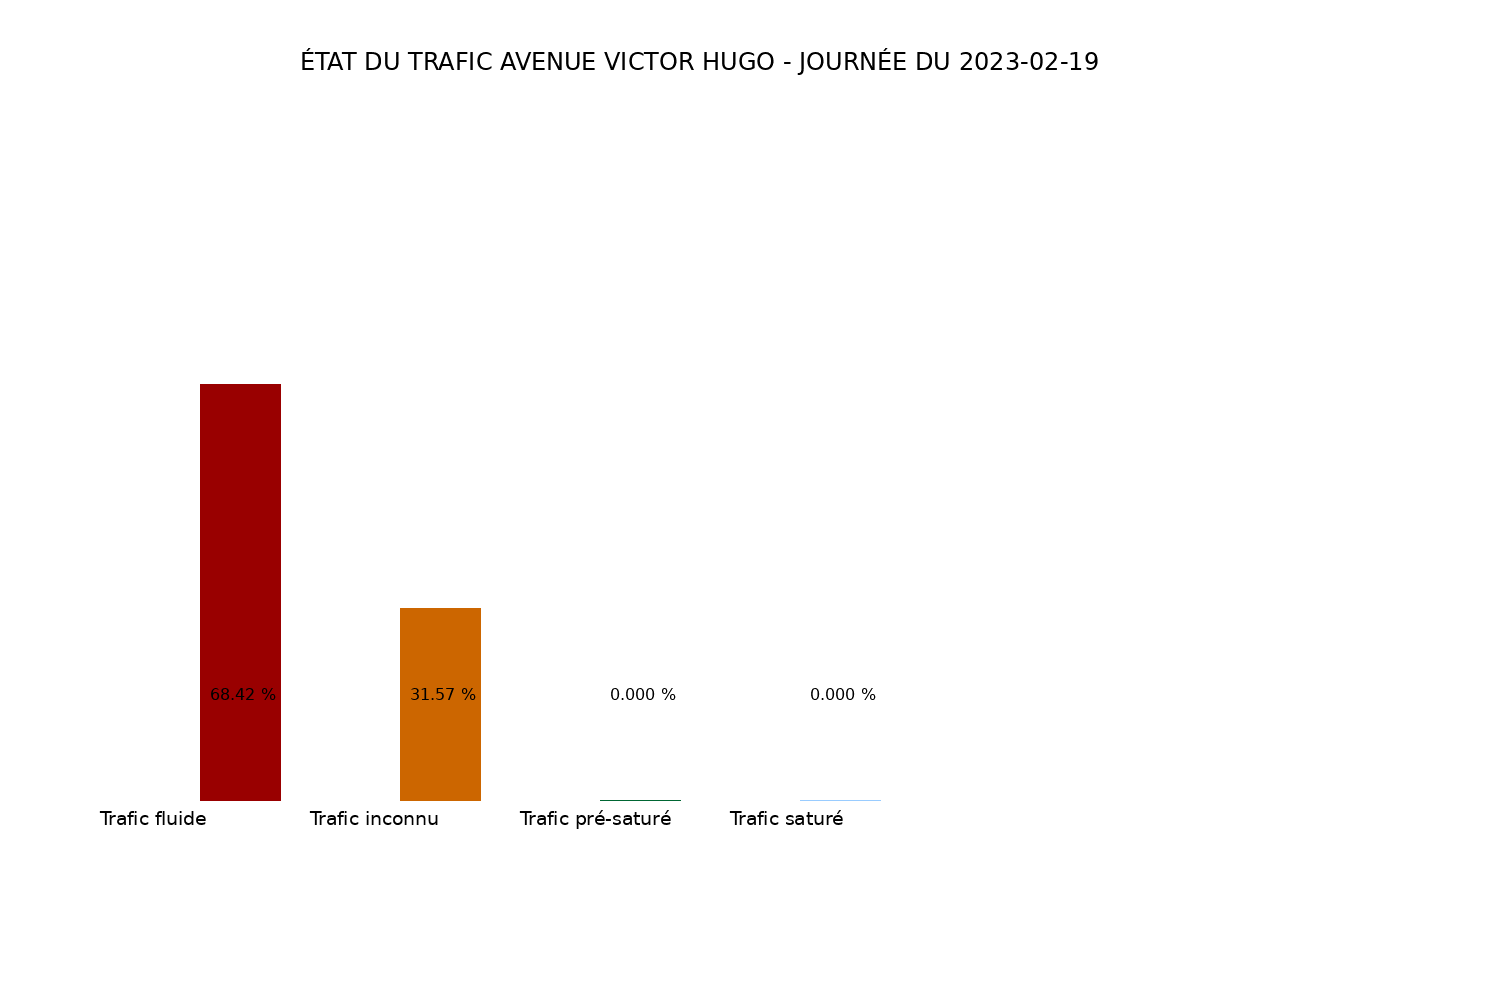 ÉTAT DU TRAFIC AVENUE VICTOR HUGO - JOURNÉE DU 2023-02-19
68.42 % 31.57 % 0.000 % 0.000 %
Trafic fluide Trafic inconnu Trafic pré-saturé Trafic saturé